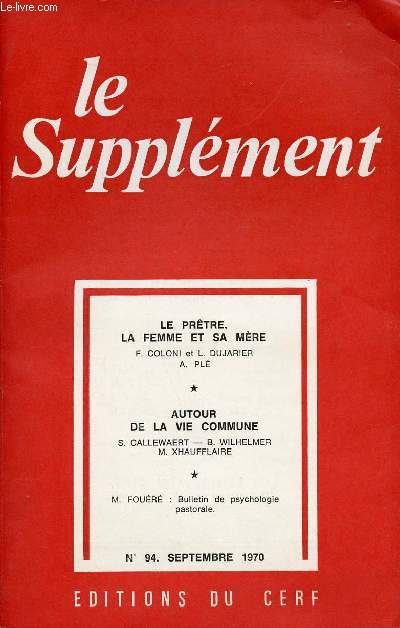 Le-livre.com
le
Supplément
LE PRÊTRE,
LA FEMME ET SA MÈRE
F. COLONI et L. DUJARIER
A. PLÉ
★
AUTOUR
DE LA VIE COMMUNE
S. CALLEWAERT — B. WILHELMER
M. XHAUFFLAIRE
★
M. FOUÉRÉ : Bulletin de psychologie
pastorale.
N° 94. SEPTEMBRE 1970
EDITIONS DU CERF